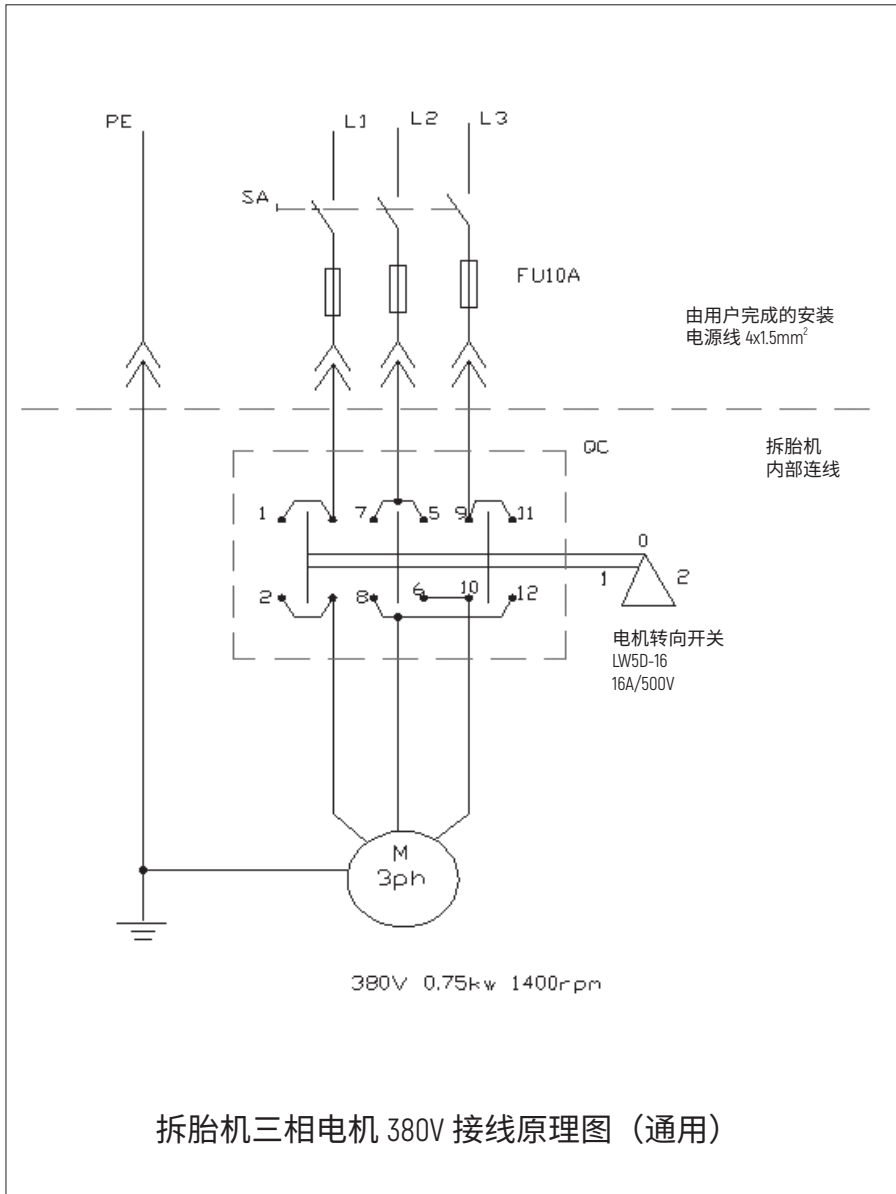 PE
L1
L2
L3
SA
FU10A
由用户完成的安装
电源线 4x1.5mm²
拆胎机
内部连线
QC
1
7
5
9
11
2
8
6
10
12
0
1
2
电机转向开关
LW5D-16
16A/500V
M
3ph
380V 0.75kw 1400rpm
拆胎机三相电机 380V 接线原理图（通用）